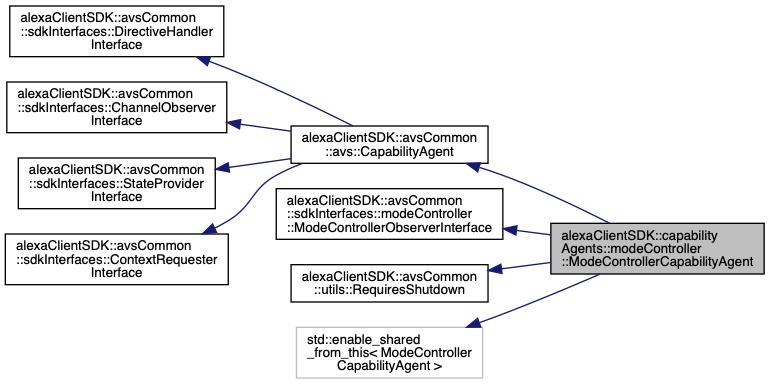 alexaClientSDK::avsCommon
::sdkInterfaces::DirectiveHandler
Interface
alexaClientSDK::avsCommon
::sdkInterfaces::ChannelObserver
Interface
alexaClientSDK::avsCommon
::sdkInterfaces::StateProvider
Interface
alexaClientSDK::avsCommon
::sdkInterfaces::ContextRequester
Interface
alexaClientSDK::avsCommon
::avs::CapabilityAgent
alexaClientSDK::avsCommon
::sdkInterfaces::modeController
::ModeControllerObserverInterface
alexaClientSDK::avsCommon
::utils::RequiresShutdown
std::enable_shared
_from_this< ModeController
CapabilityAgent >
alexaClientSDK::capability
Agents::modeController
::ModeControllerCapabilityAgent